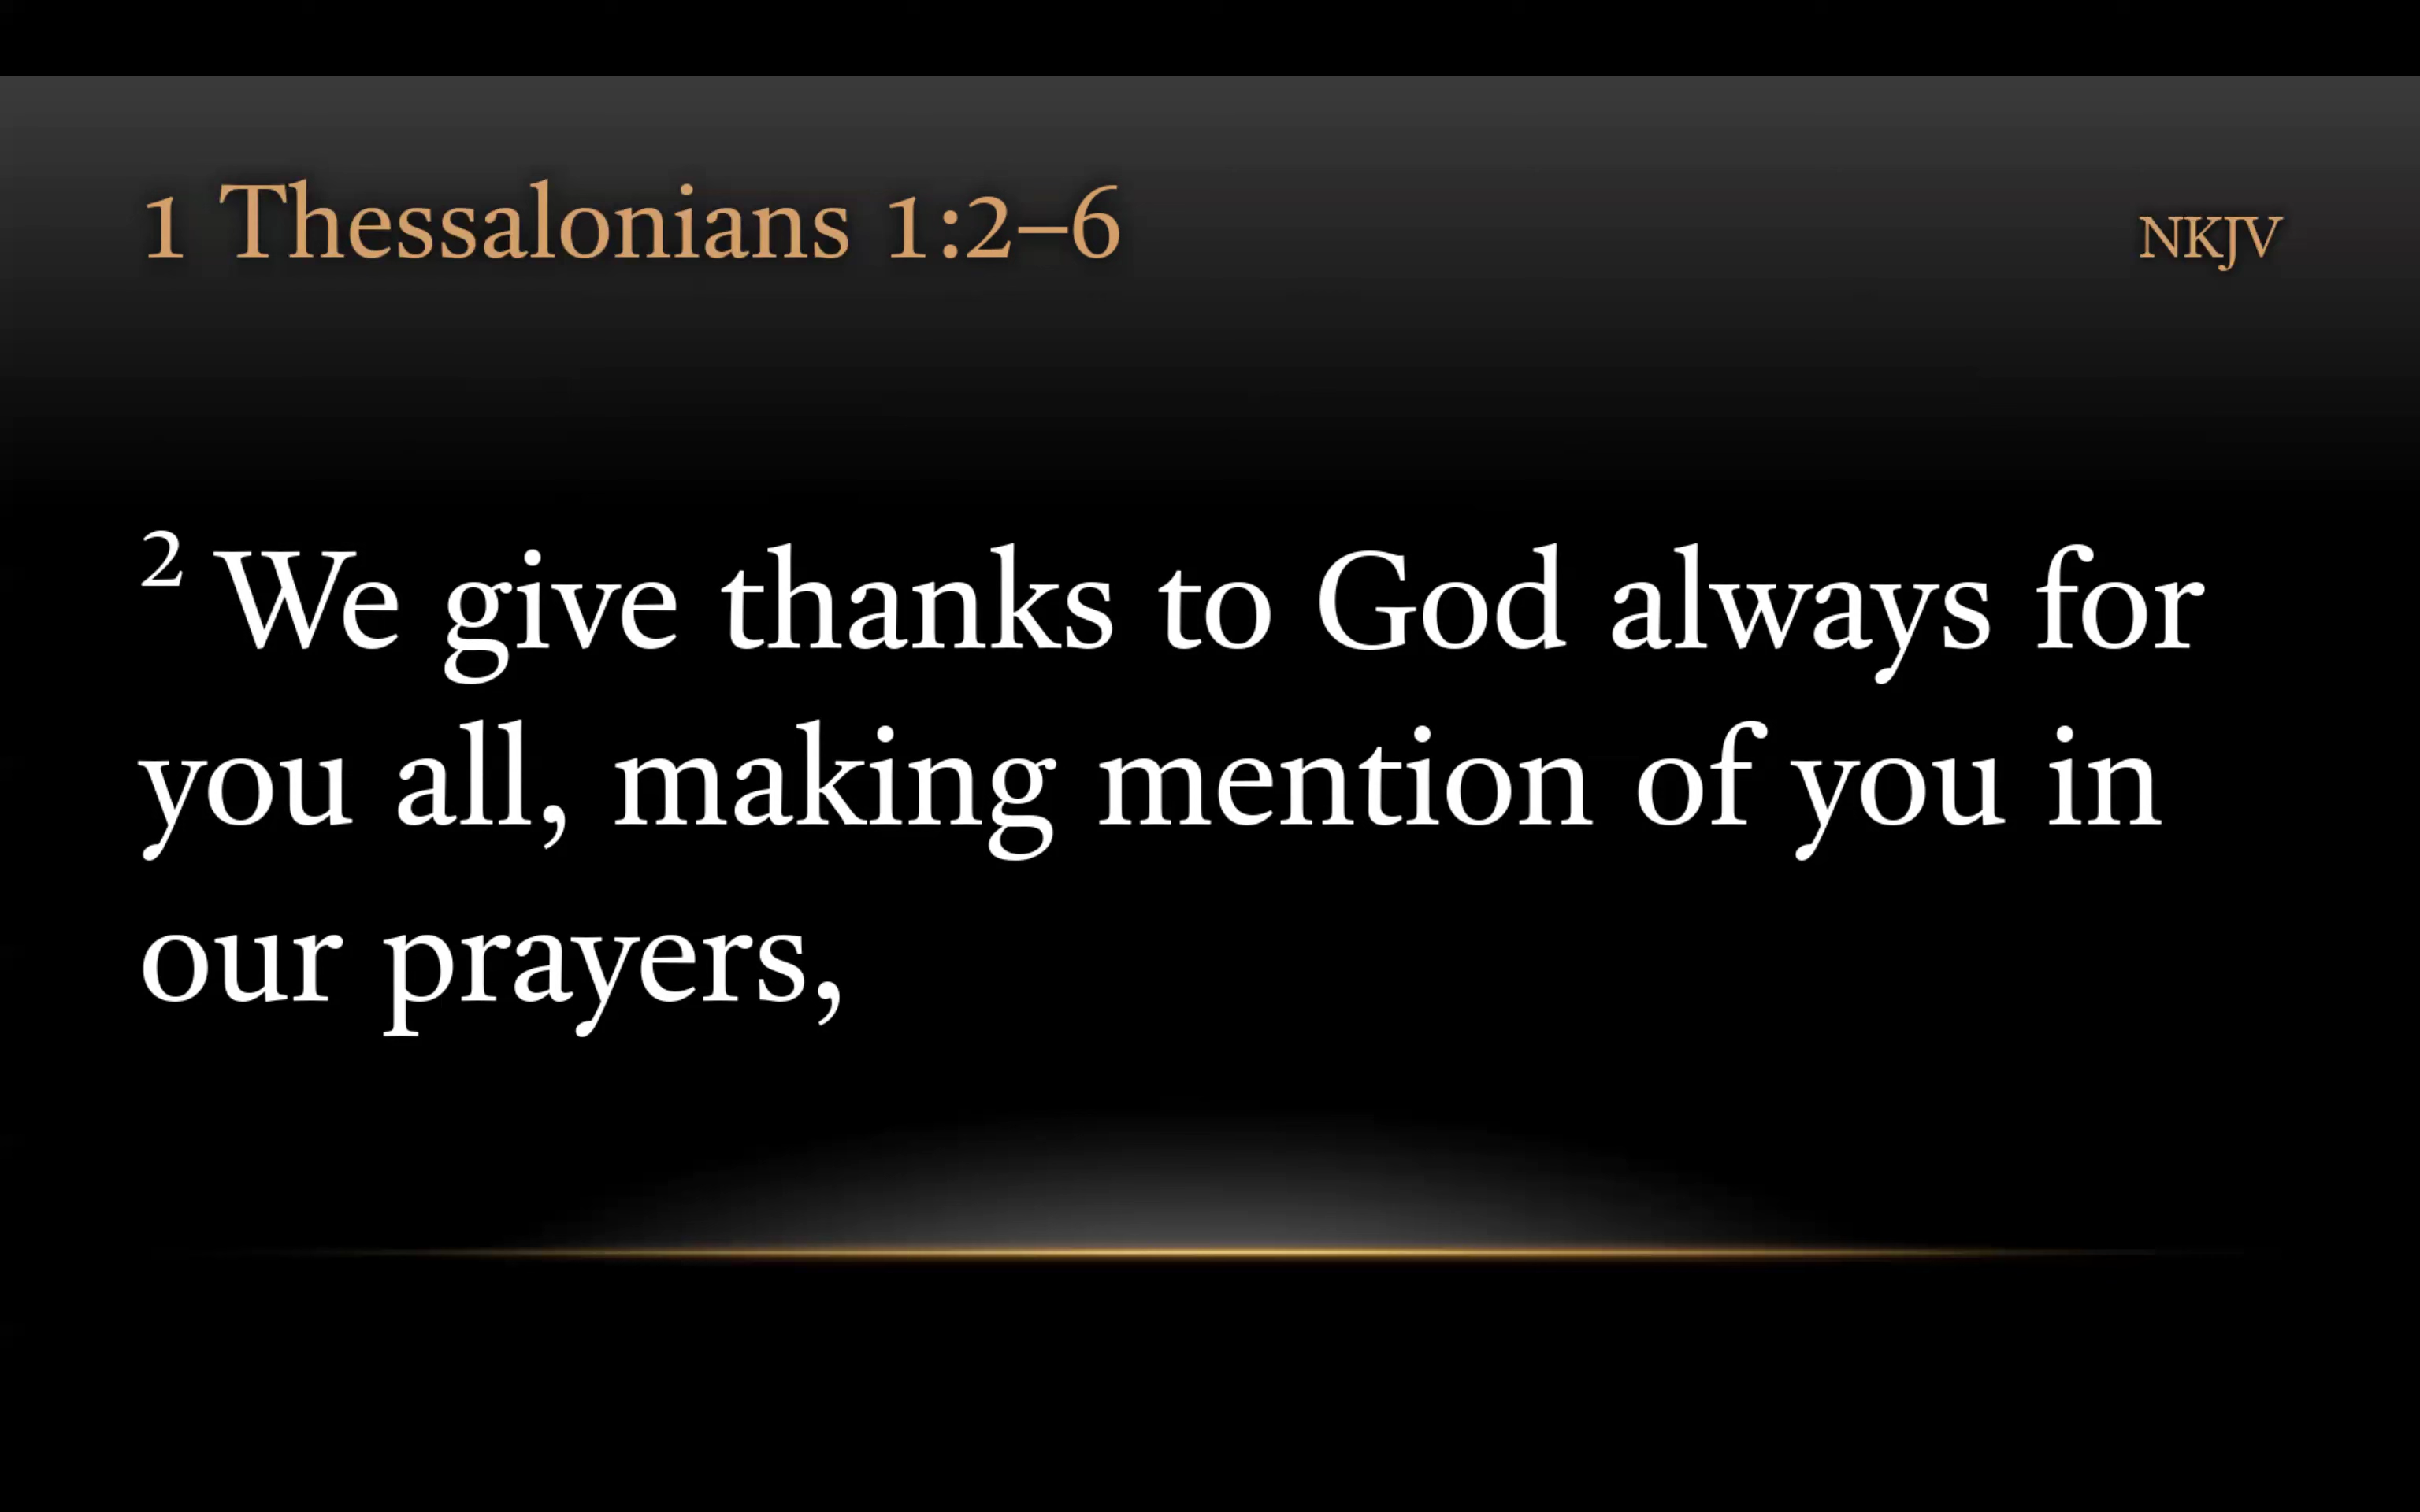 1 Thessalonians 1:2–6
NKJV
2 We give thanks to God always for
you all, making mention of you in
our prayers,